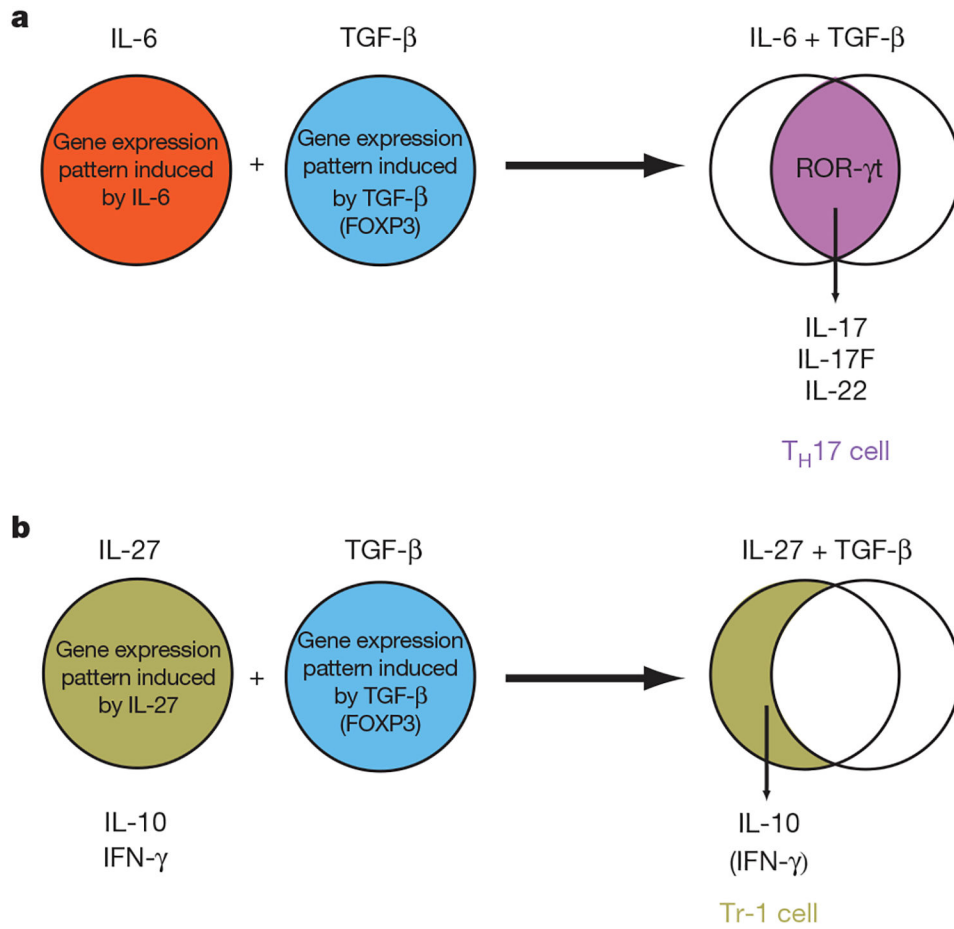 a
IL-6
TGF-β
IL-6 + TGF-β
Gene expression
pattern induced
by IL-6
+
Gene expression
pattern induced
by TGF-β
(FOXP3)
ROR-γt
IL-17
IL-17F
IL-22
TH17 cell
b
IL-27
TGF-β
IL-27 + TGF-β
Gene expression
pattern induced
by IL-27
+
Gene expression
pattern induced
by TGF-β
(FOXP3)
IL-10
IFN-γ
IL-10
(IFN-γ)
Tr-1 cell